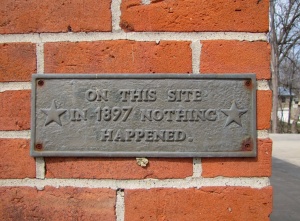 ON THIS SITE
IN 1897 NOTHING
HAPPENED.